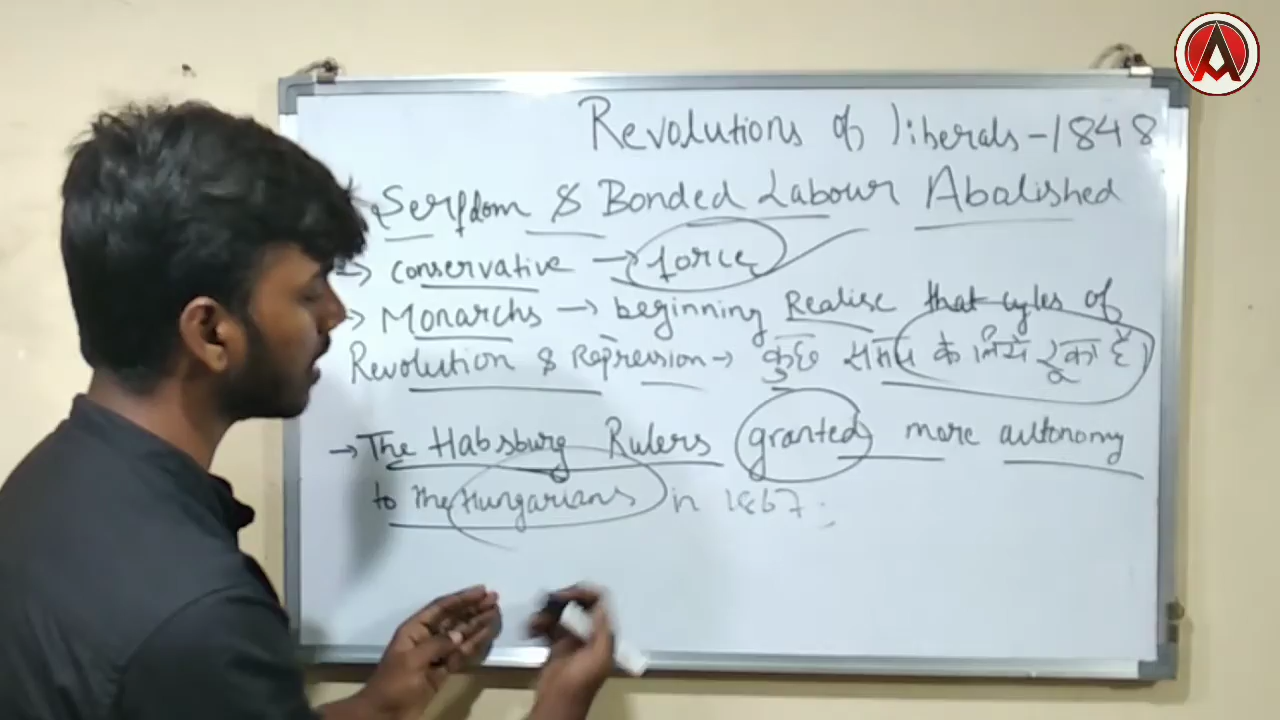 Revolutions of liberals - 1848
* Serfdom & Bonded Labour Abolished
→ conservative → force
→ Monarchs → beginning Realise that cyles of
Revolution & Repression → कुछ समय के लिये रुका है
→ The Habsburg Rulers granted more autonomy
to the Hungarians in 1867.